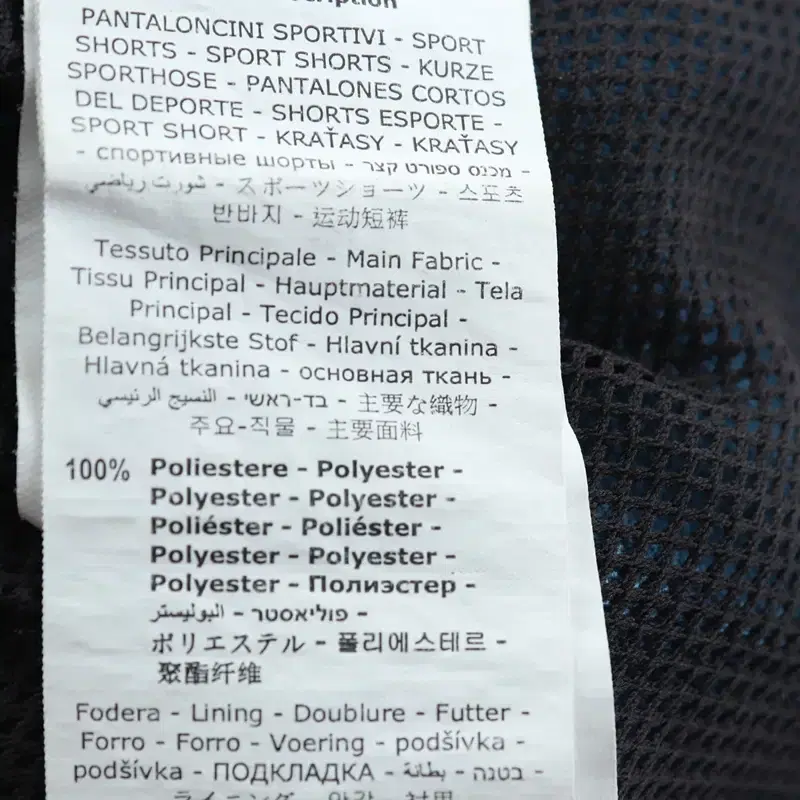 PANTALONCINI SPORTIVI - SPORT
SHORTS - SPORT SHORTS - KURZE
SPORTHOSE - PANTALONES CORTOS
DEL DEPORTE - SHORTS ESPORTE -
SPORT SHORT - KRAŤASY - KRAŤASY
- спортивные шорты - מכנס ספורט קצר -
شورت رياضي - スポーツショーツ - 스포츠
반바지 - 运动短裤
Tessuto Principale - Main Fabric -
Tissu Principal - Hauptmaterial - Tela
Principal - Tecido Principal -
Belangrijkste Stof - Hlavní tkanina -
Hlavná tkanina - основная ткань -
النسيج الرئيسي - בד-ראשי - 主要な織物 -
주요-직물 - 主要面料
100% Poliestere - Polyester -
Polyester - Polyester -
Poliéster - Poliéster -
Polyester - Polyester -
Polyester - Полиэстер -
البوليستر - פוליאסטר -
ポリエステル - 폴리에스테르 -
聚酯纤维
Fodera - Lining - Doublure - Futter -
Forro - Forro - Voering - podšívka -
podšívka - ПОДКЛАДКА - بطانة - בטנה -